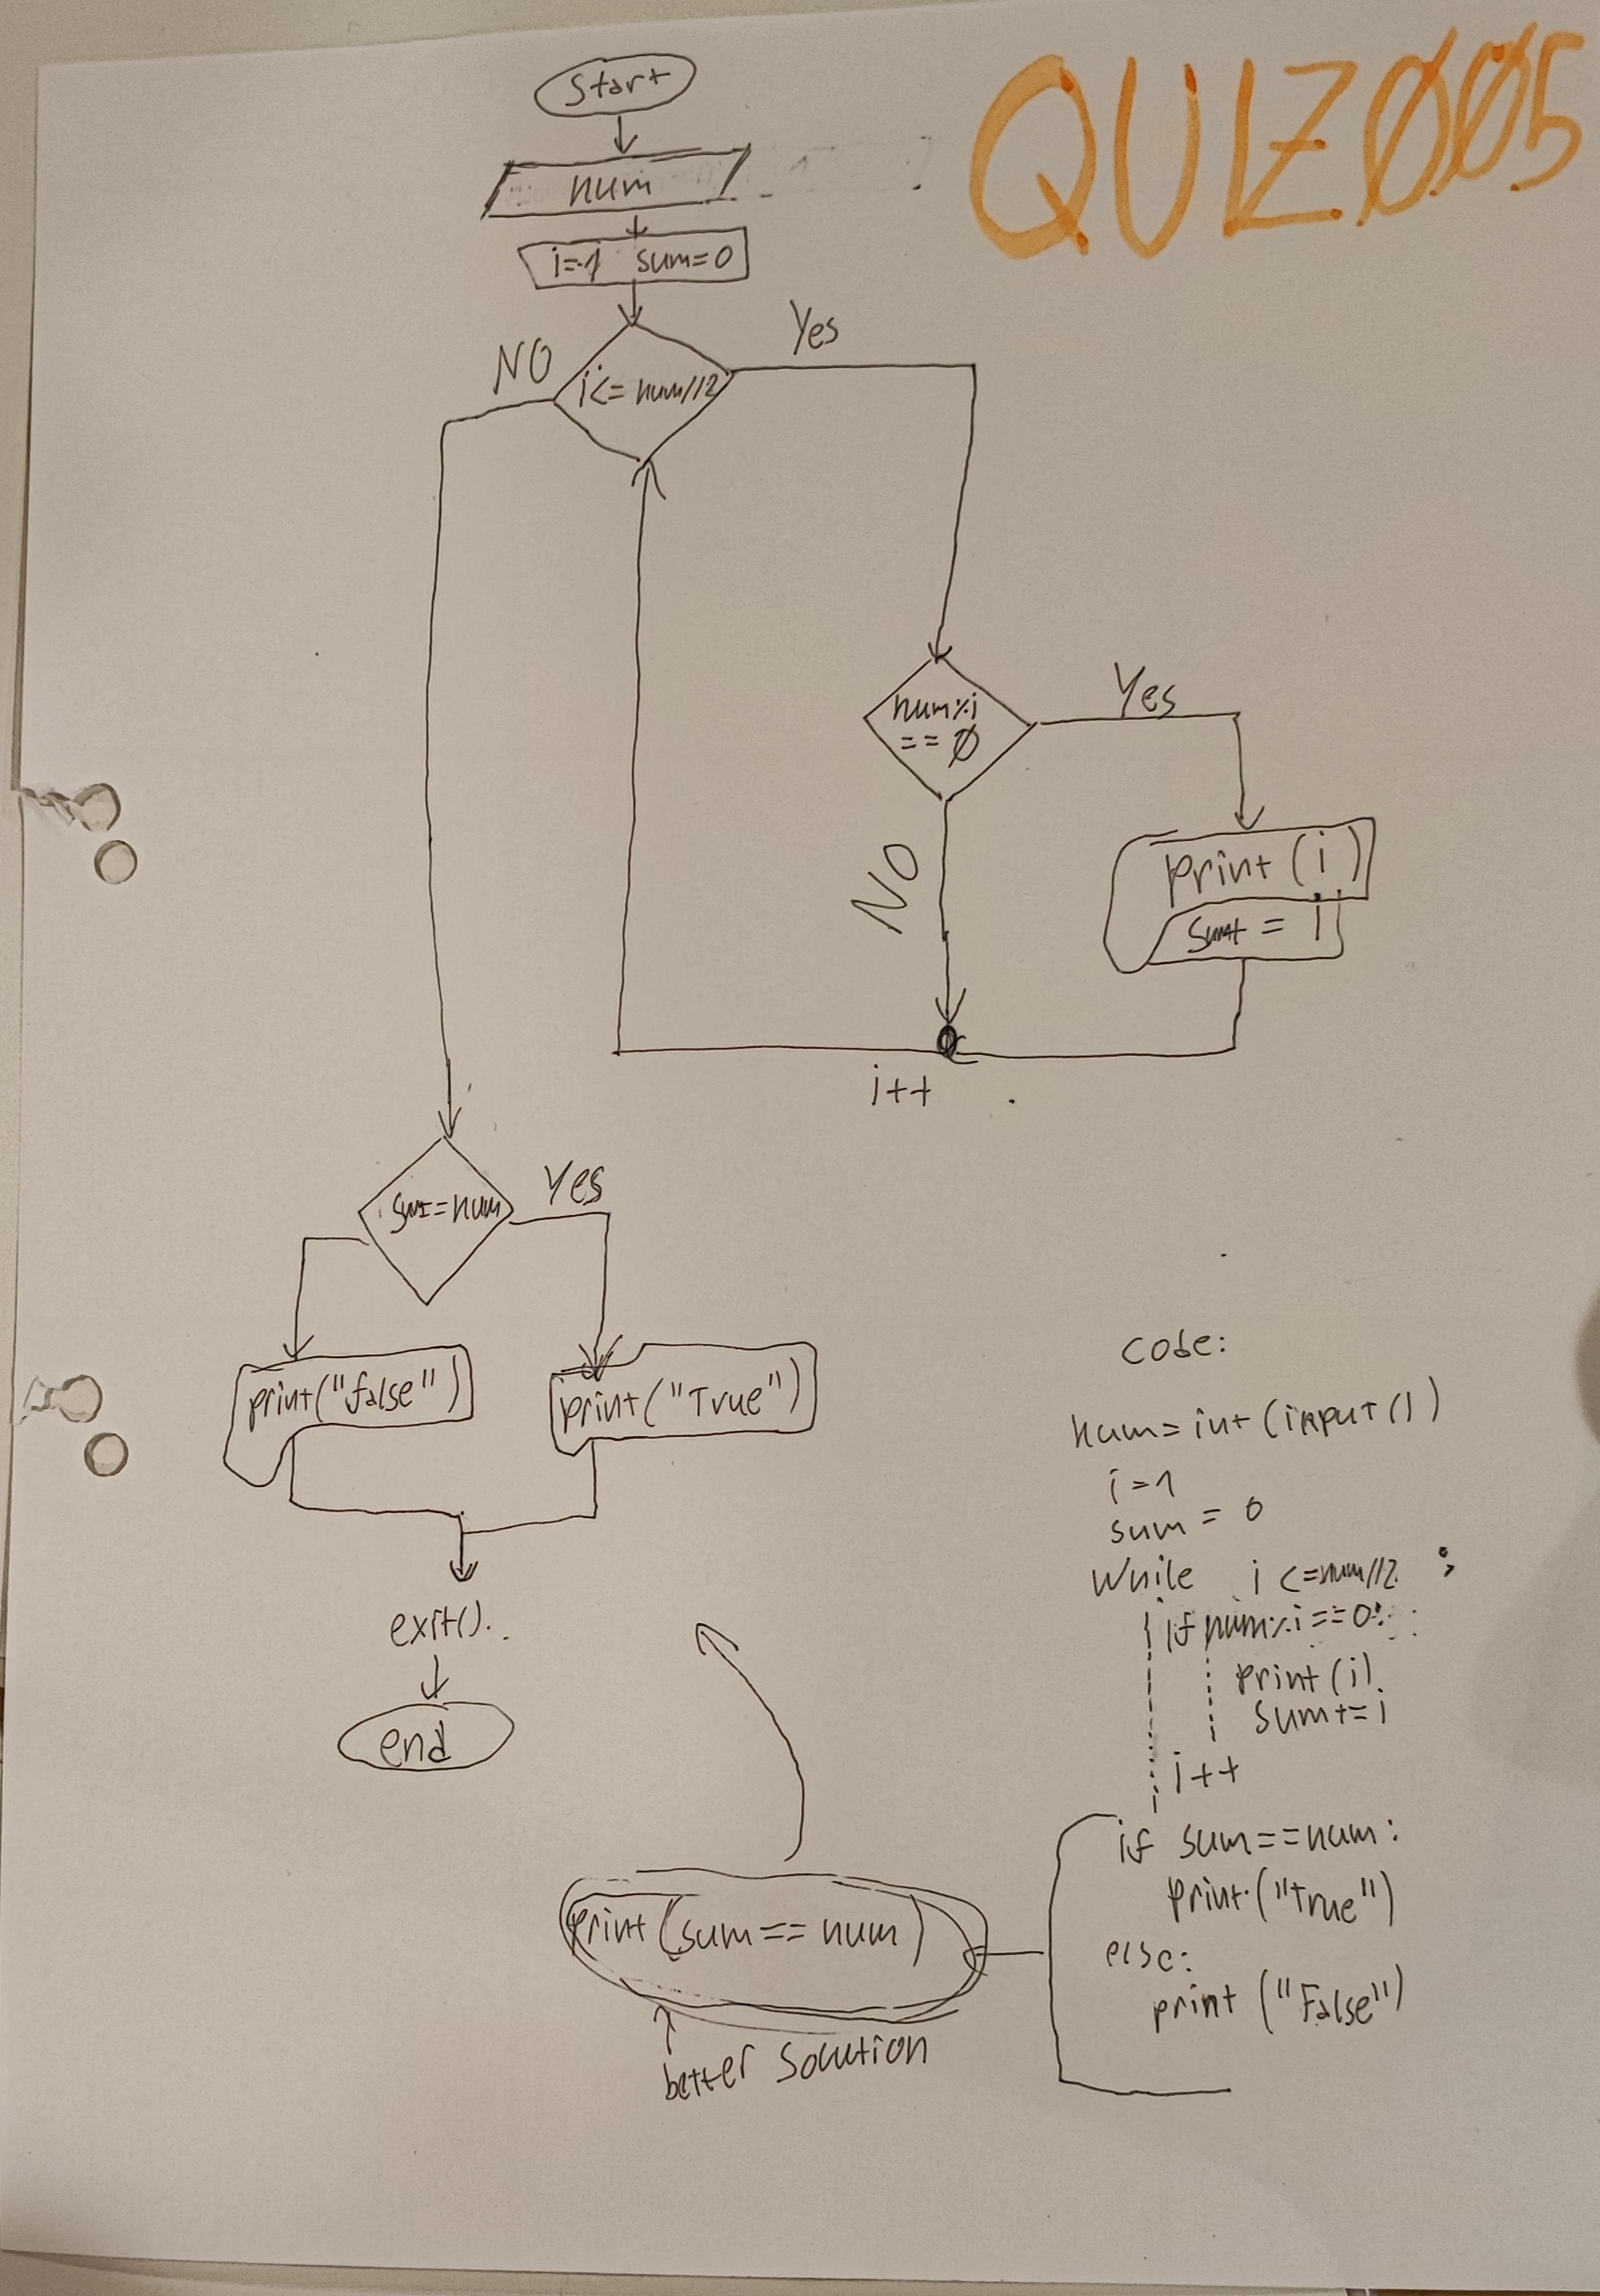 QUIZ005
Start
num
i=1 sum=0
NO
i<= num//2
Yes
num%i
== 0
Yes
NO
print(i)
sum+ = i
i++
sum=num
Yes
print("false")
print("True")
exit().
end
code:
num=int(input())
i=1
sum = 0
While i <=num//2 :
if num%i==0:
print(i)
sum+=i
i++
if sum==num:
print("True")
else:
print ("False")
print(sum== num)
better solution